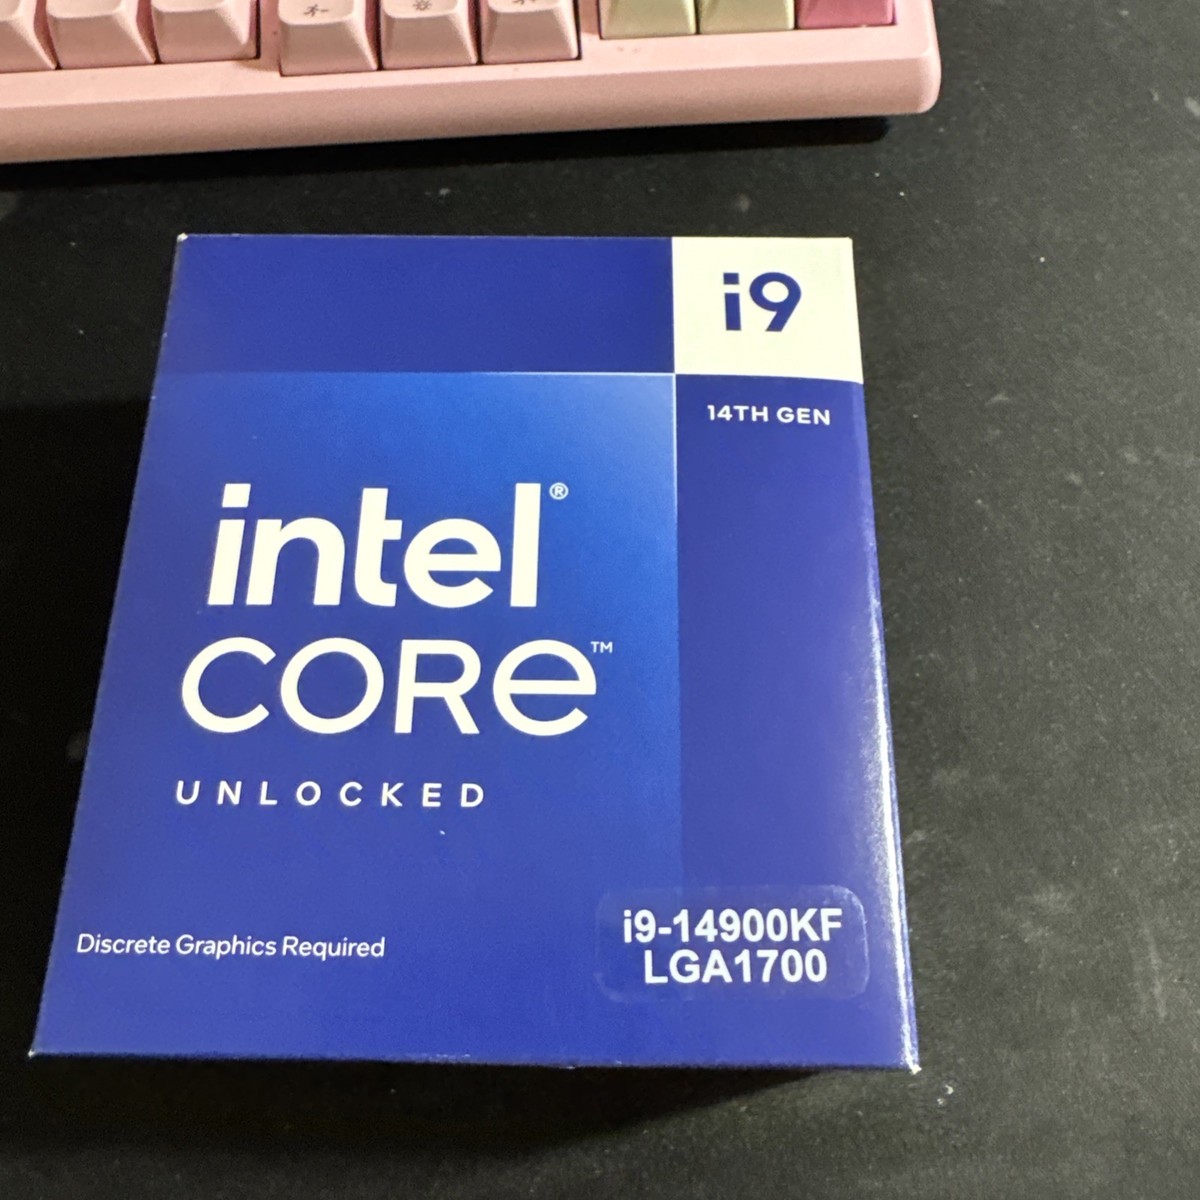 i9
14TH GEN
intel®
CORe™
UNLOCKED
Discrete Graphics Required
i9-14900KF
LGA1700